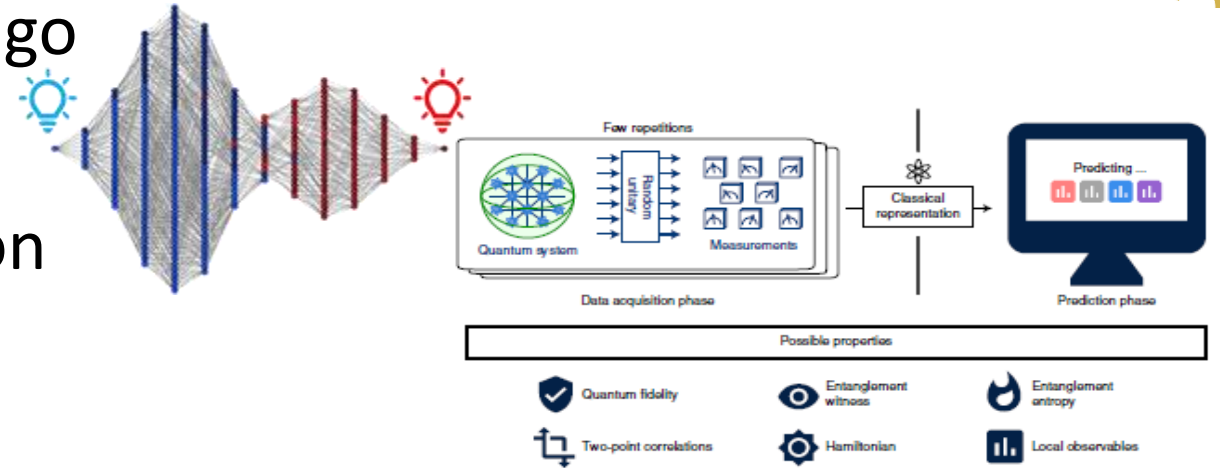 go
on
Few repetitions
Quantum system
Random
unitary
Measurements
Data acquisition phase
Classical
representation
Predicting ...
Prediction phase
Possible properties
Quantum fidelity
Entanglement
witness
Entanglement
entropy
Two-point correlations
Hamiltonian
Local observables